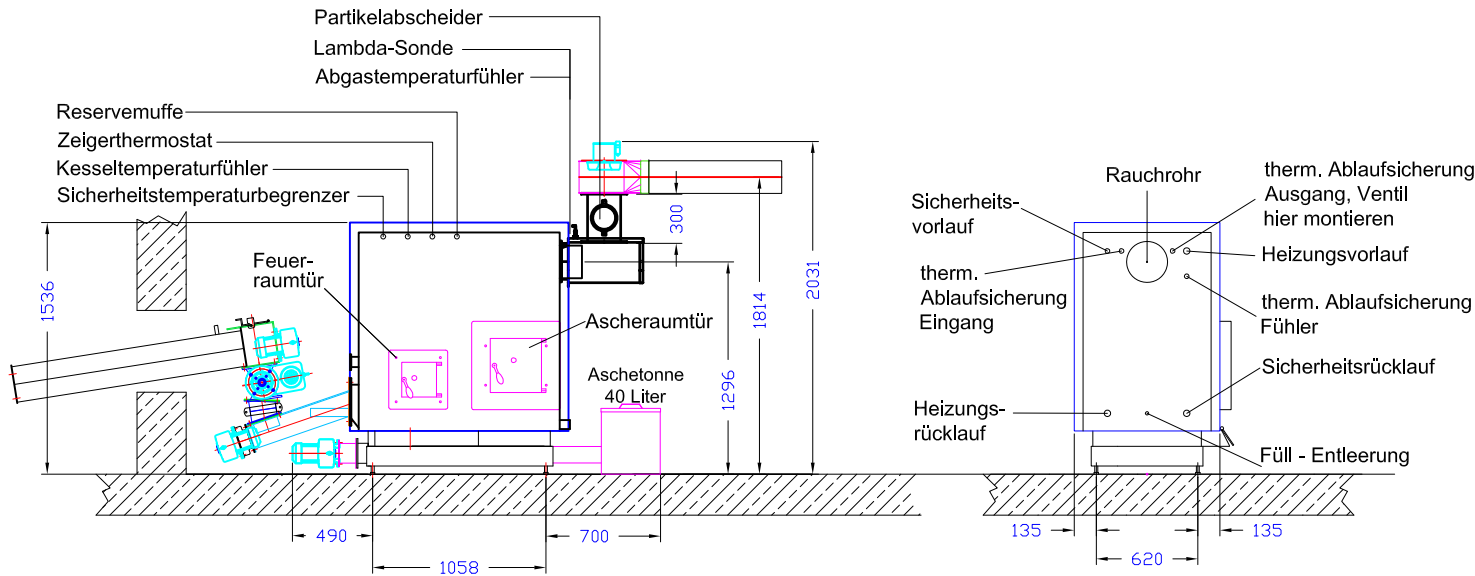 Partikelabscheider
Lambda-Sonde
Abgastemperaturfühler
Reservemuffe
Zeigerthermostat
Kesseltemperaturfühler
Sicherheitstemperaturbegrenzer
Feuer-
raumtür
Ascheraumtür
Aschetonne
40 Liter
1536
300
1296
1814
2031
490
1058
700
Rauchrohr
Sicherheits-
vorlauf
therm.
Ablaufsicherung
Eingang
therm. Ablaufsicherung
Ausgang, Ventil
hier montieren
Heizungsvorlauf
therm. Ablaufsicherung
Fühler
Sicherheitsrücklauf
Heizungs-
rücklauf
Füll - Entleerung
135
620
135